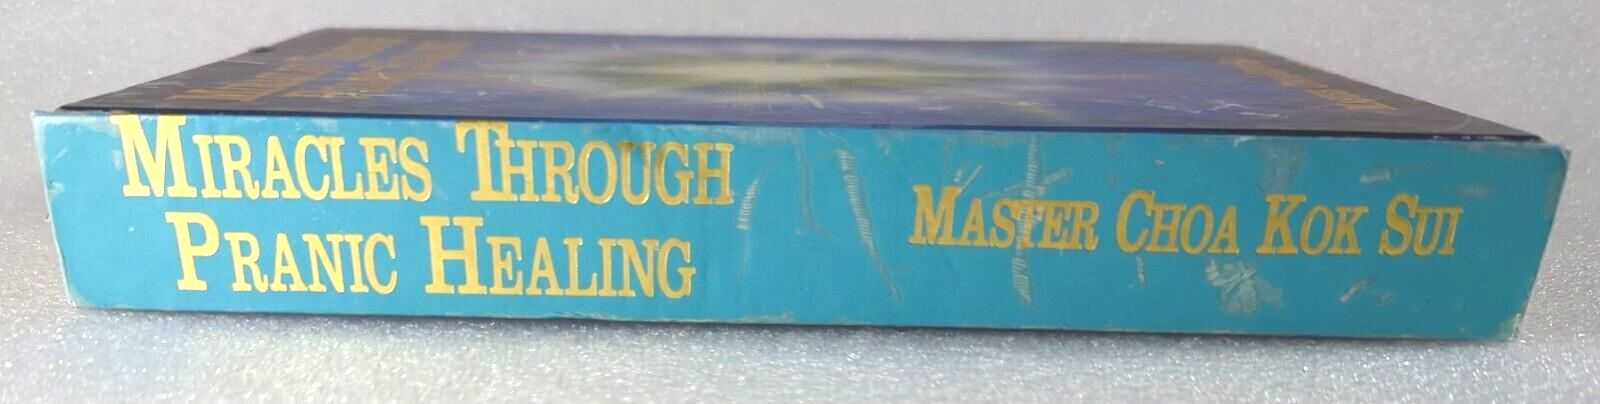 MIRACLES THROUGH
PRANIC HEALING
MASTER CHOA KOK SUI